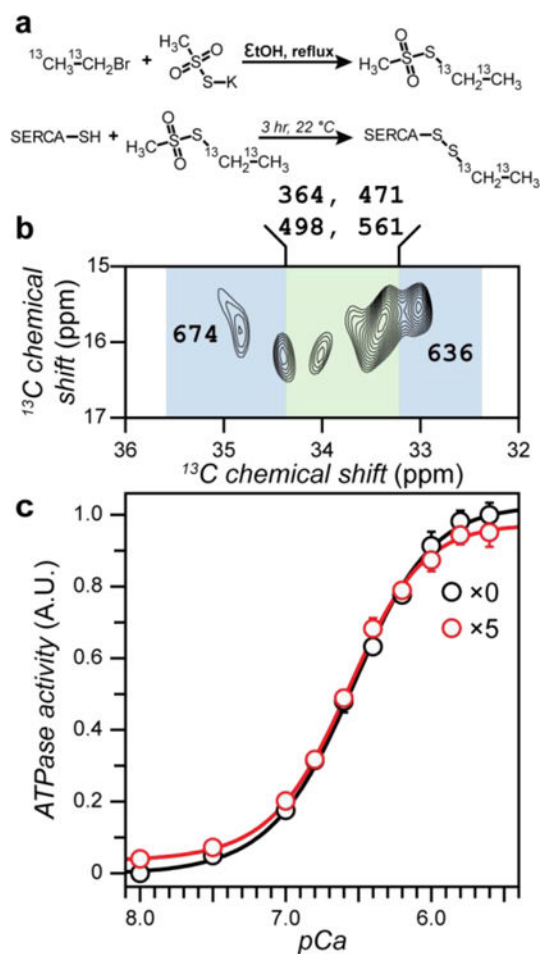 a
13CH3-13CH2Br + H3C O S O S-K ƐtOH, reflux H3C O S O S 13CH2-13CH3
SERCA—SH + H3C O S O S 13CH2-13CH3 3 hr, 22 °C SERCA—S S 13CH2-13CH3
364, 471
498, 561
b
15
16
17
13C chemical
shift (ppm)
674
636
36 35 34 33 32
13C chemical shift (ppm)
c
1.0
0.8
0.6
0.4
0.2
0
ATPase activity (A.U.)
×0
×5
8.0 7.0 6.0
pCa